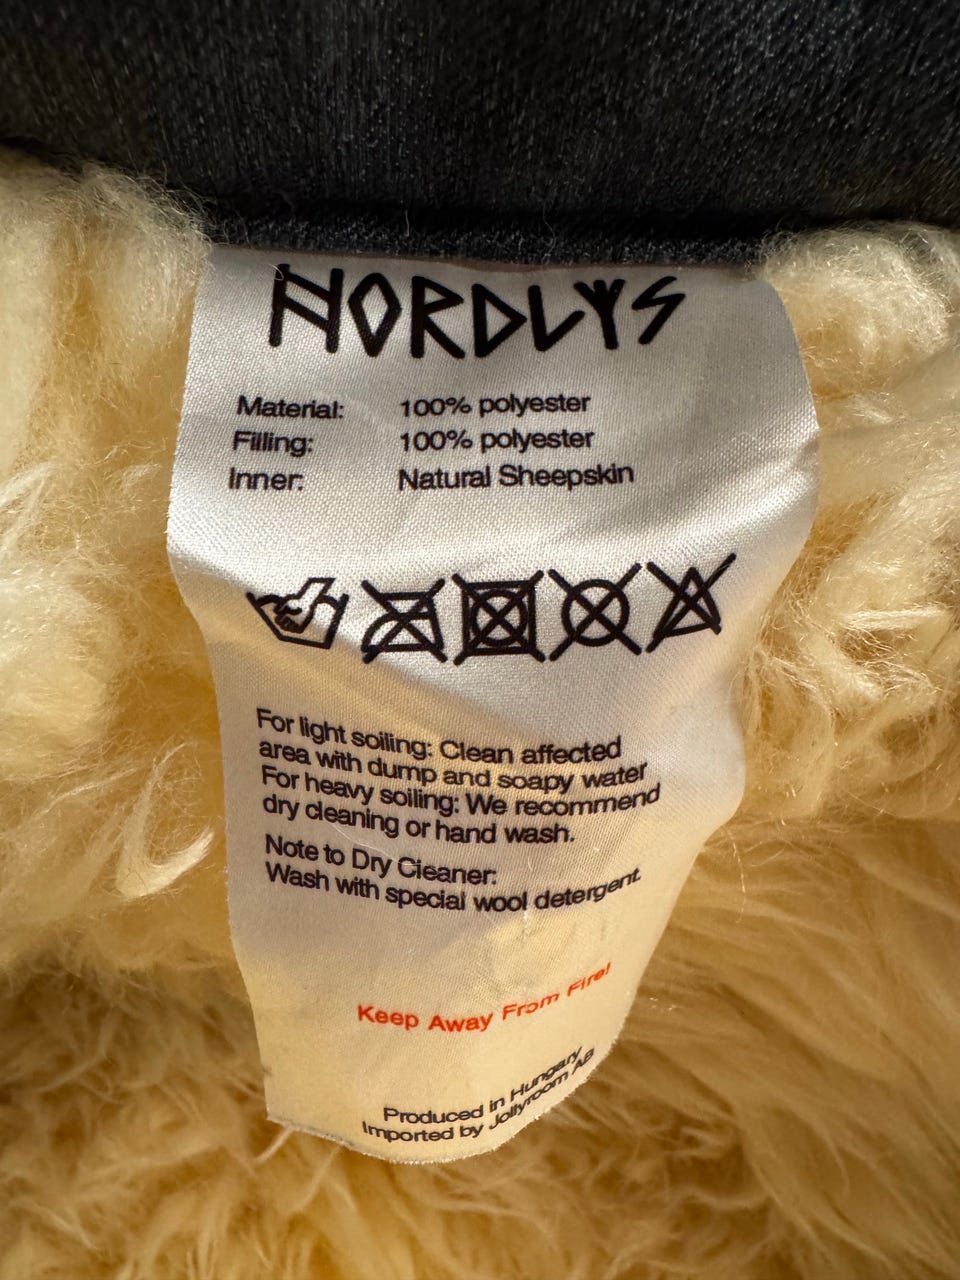 NORDLYS
Material: 100% polyester
Filling: 100% polyester
Inner: Natural Sheepskin
For light soiling: Clean affected
area with dump and soapy water
For heavy soiling: We recommend
dry cleaning or hand wash.
Note to Dry Cleaner:
Wash with special wool detergent.
Keep Away From Fire!
Produced in Hungary
Imported by Jollyroom AB